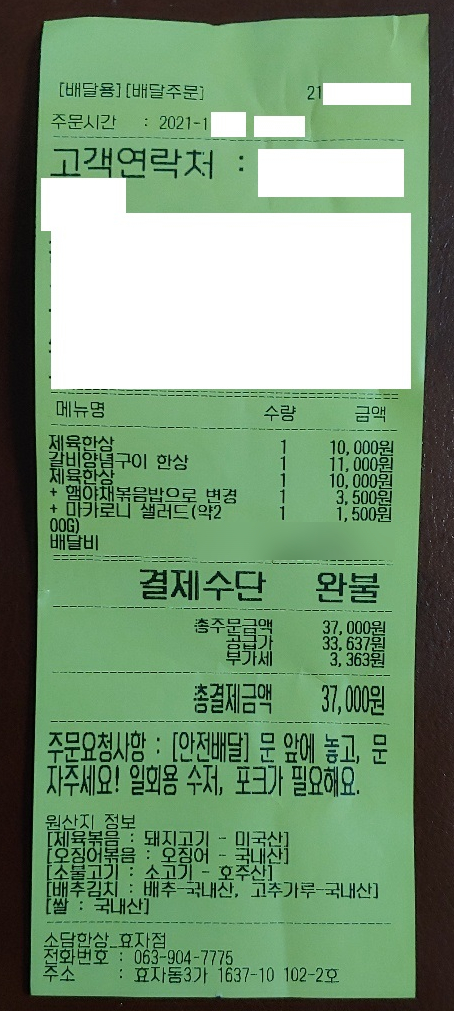 [배달용][배달주문] 21
주문시간 : 2021-1
고객연락처 :
메뉴명 수량 금액
제육한상 1 10,000원
갈비양념구이 한상 1 11,000원
제육한상 1 10,000원
+ 햄야채볶음밥으로 변경 1 3,500원
+ 마카로니 샐러드(약2 1 1,500원
00G)
배달비
결제수단 완불
총주문금액 37,000원
공급가 33,637원
부가세 3,363원
총결제금액 37,000원
주문요청사항 : [안전배달] 문 앞에 놓고, 문
자주세요! 일회용 수저, 포크가 필요해요.
원산지 정보
[제육볶음 : 돼지고기 - 미국산]
[오징어볶음 : 오징어 - 국내산]
[소불고기 : 소고기 - 호주산]
[배추김치 : 배추-국내산, 고추가루-국내산]
[쌀 : 국내산]
소담한상_효자점
전화번호 : 063-904-7775
주소 : 효자동3가 1637-10 102-2호